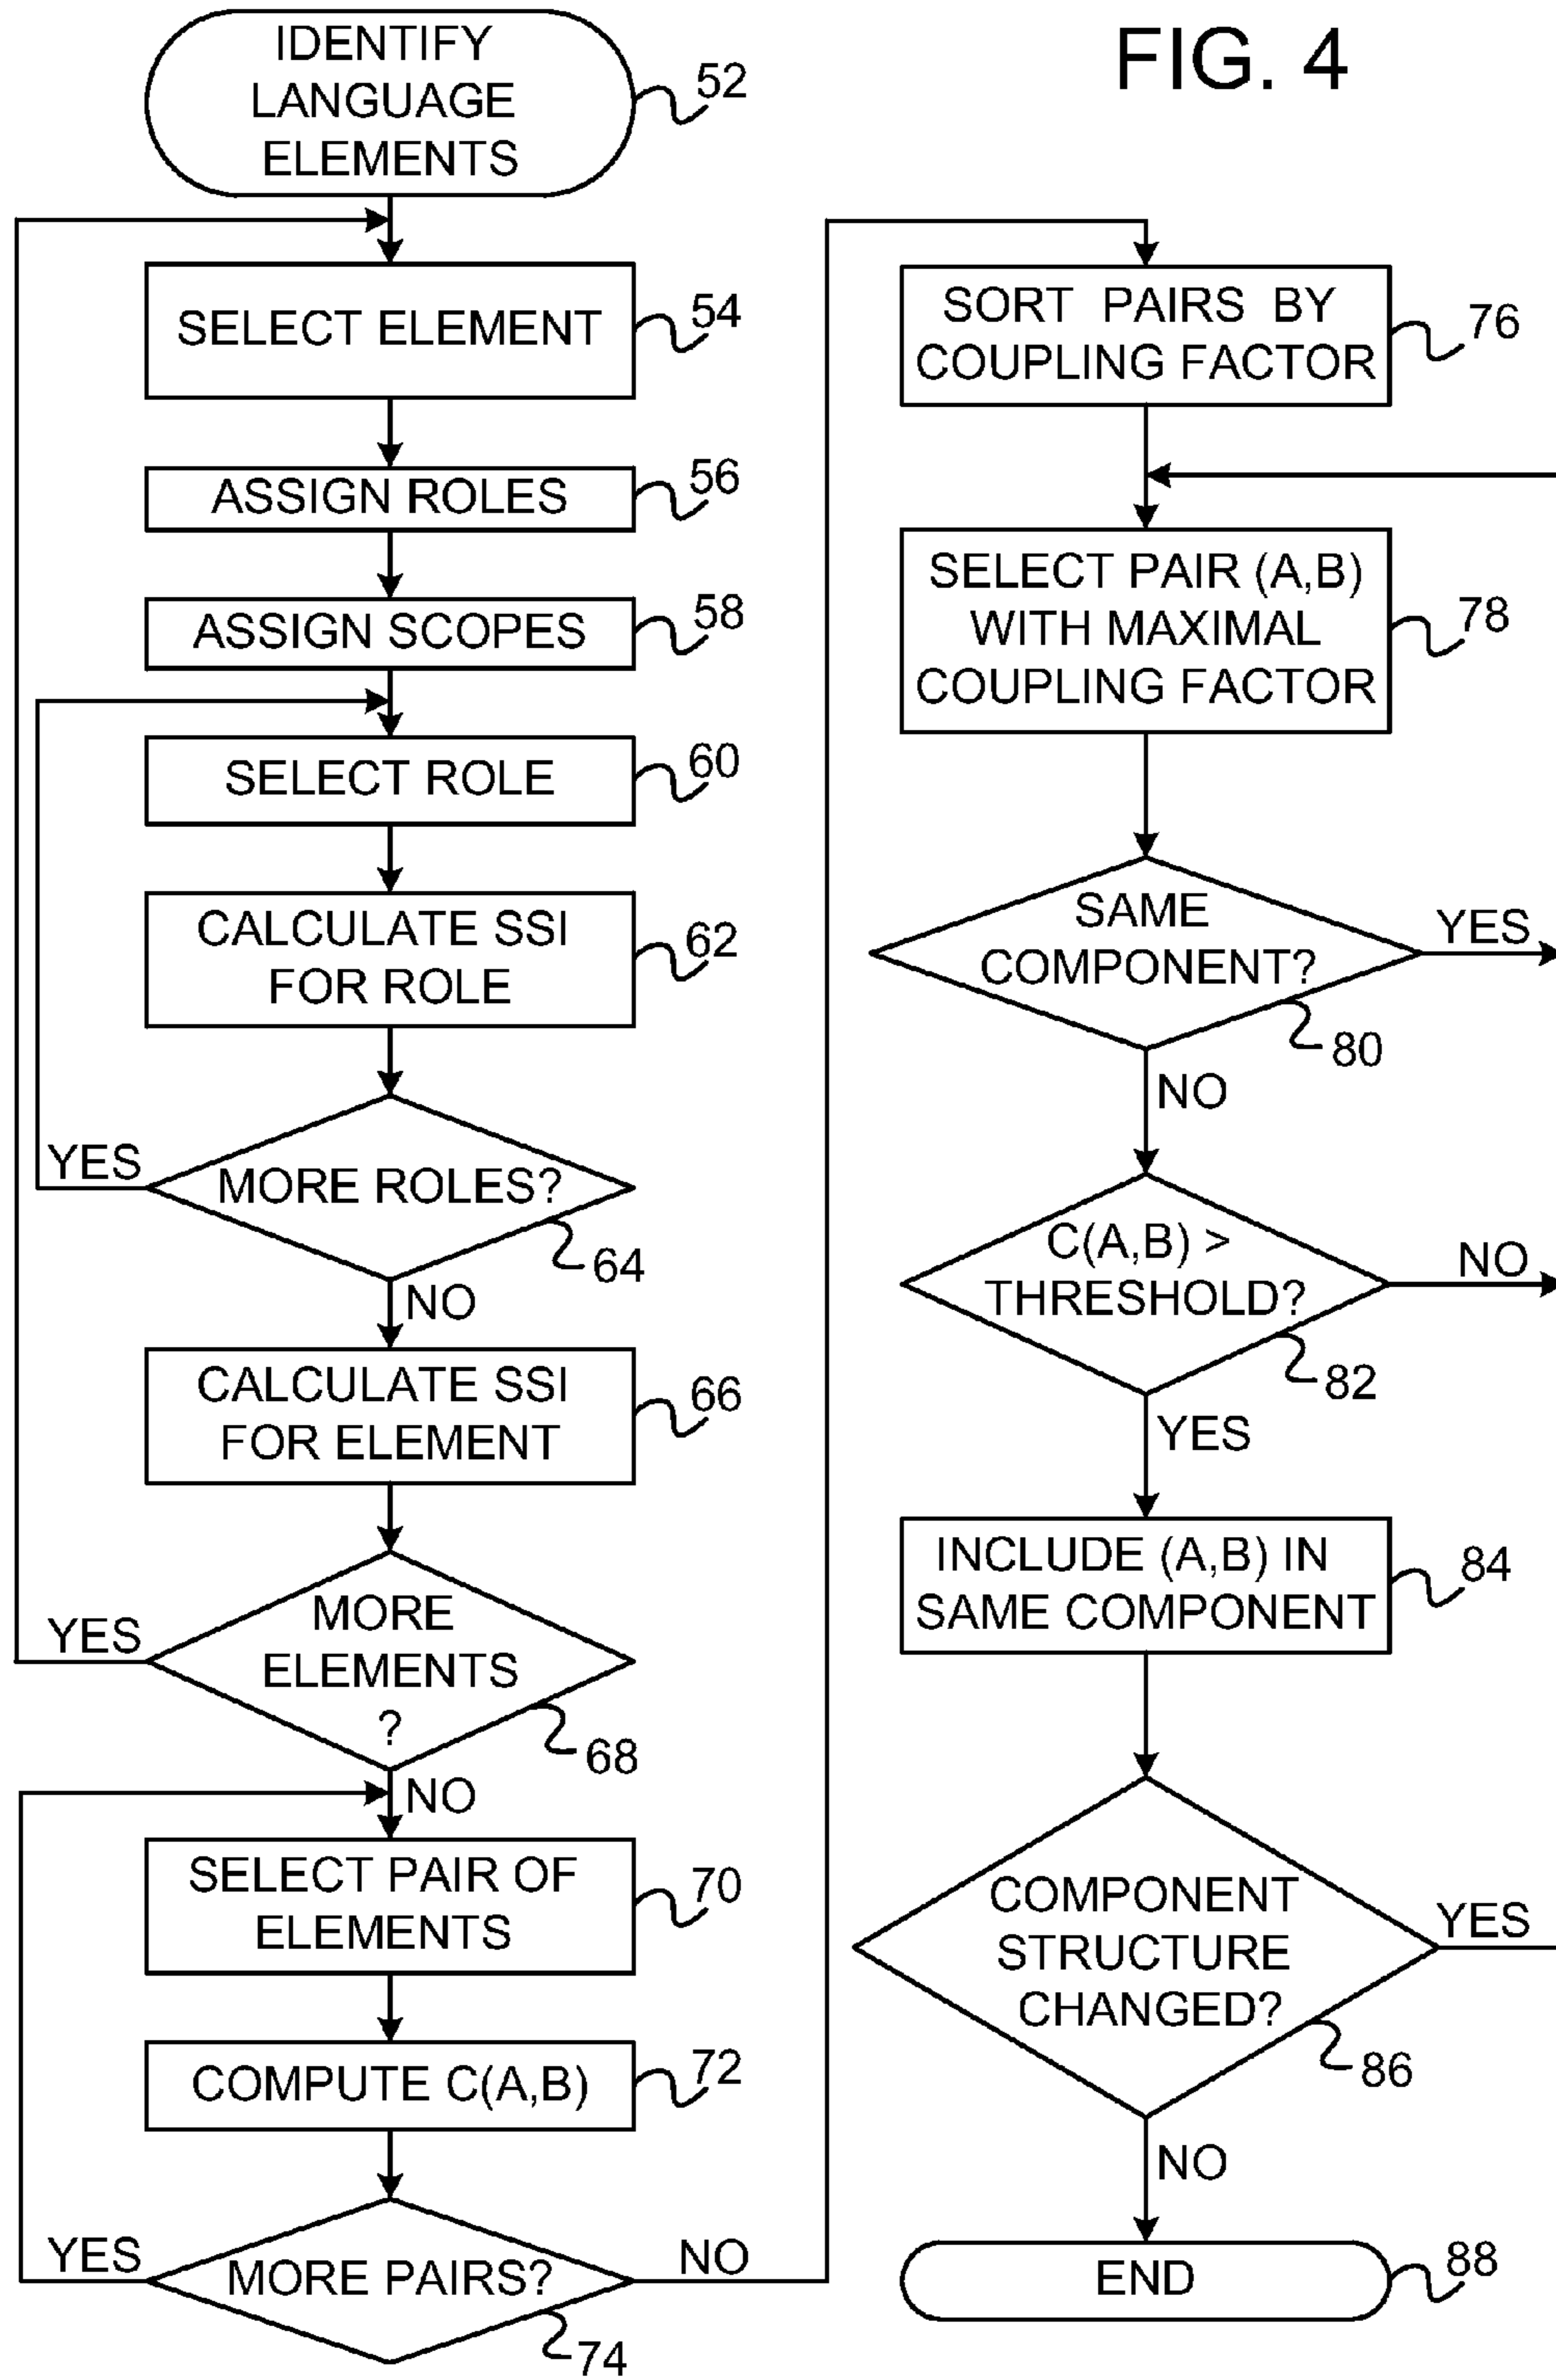 FIG. 4
IDENTIFY
LANGUAGE
ELEMENTS
52
SELECT ELEMENT
54
ASSIGN ROLES
56
ASSIGN SCOPES
58
SELECT ROLE
60
CALCULATE SSI
FOR ROLE
62
YES
MORE ROLES?
64
NO
CALCULATE SSI
FOR ELEMENT
66
YES
MORE
ELEMENTS
?
68
NO
SELECT PAIR OF
ELEMENTS
70
COMPUTE C(A,B)
72
YES
MORE PAIRS?
NO
74
SORT PAIRS BY
COUPLING FACTOR
76
SELECT PAIR (A,B)
WITH MAXIMAL
COUPLING FACTOR
78
SAME
COMPONENT?
YES
80
NO
C(A,B) >
THRESHOLD?
NO
82
YES
INCLUDE (A,B) IN
SAME COMPONENT
84
COMPONENT
STRUCTURE
CHANGED?
YES
86
NO
END
88